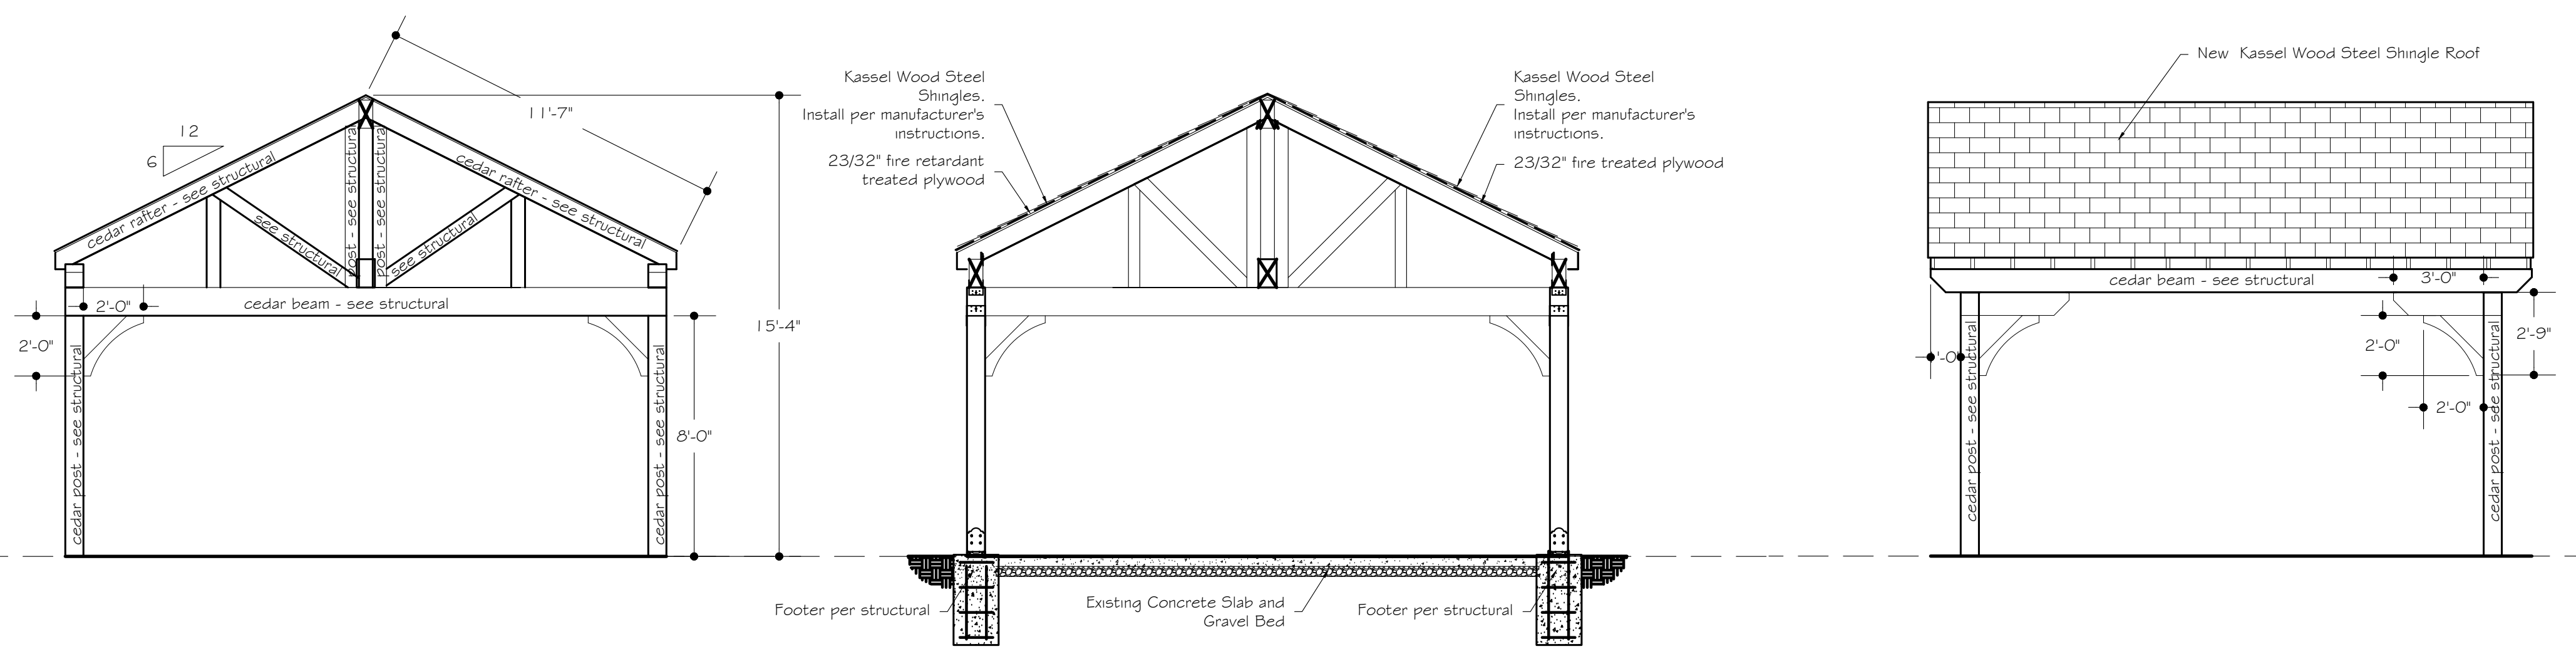 11'-7"
12
6
cedar rafter - see structural
post - see structural
post - see structural
cedar rafter - see structural
see structural
see structural
2'-0"
cedar beam - see structural
2'-0"
15'-4"
8'-0"
cedar post - see structural
cedar post - see structural
Kassel Wood Steel
Shingles.
Install per manufacturer's
instructions.
23/32" fire retardant
treated plywood
Kassel Wood Steel
Shingles.
Install per manufacturer's
instructions.
23/32" fire treated plywood
Footer per structural
Existing Concrete Slab and
Gravel Bed
Footer per structural
New Kassel Wood Steel Shingle Roof
cedar beam - see structural
3'-0"
2'-9"
2'-0"
'-0"
2'-0"
cedar post - see structural
cedar post - see structural